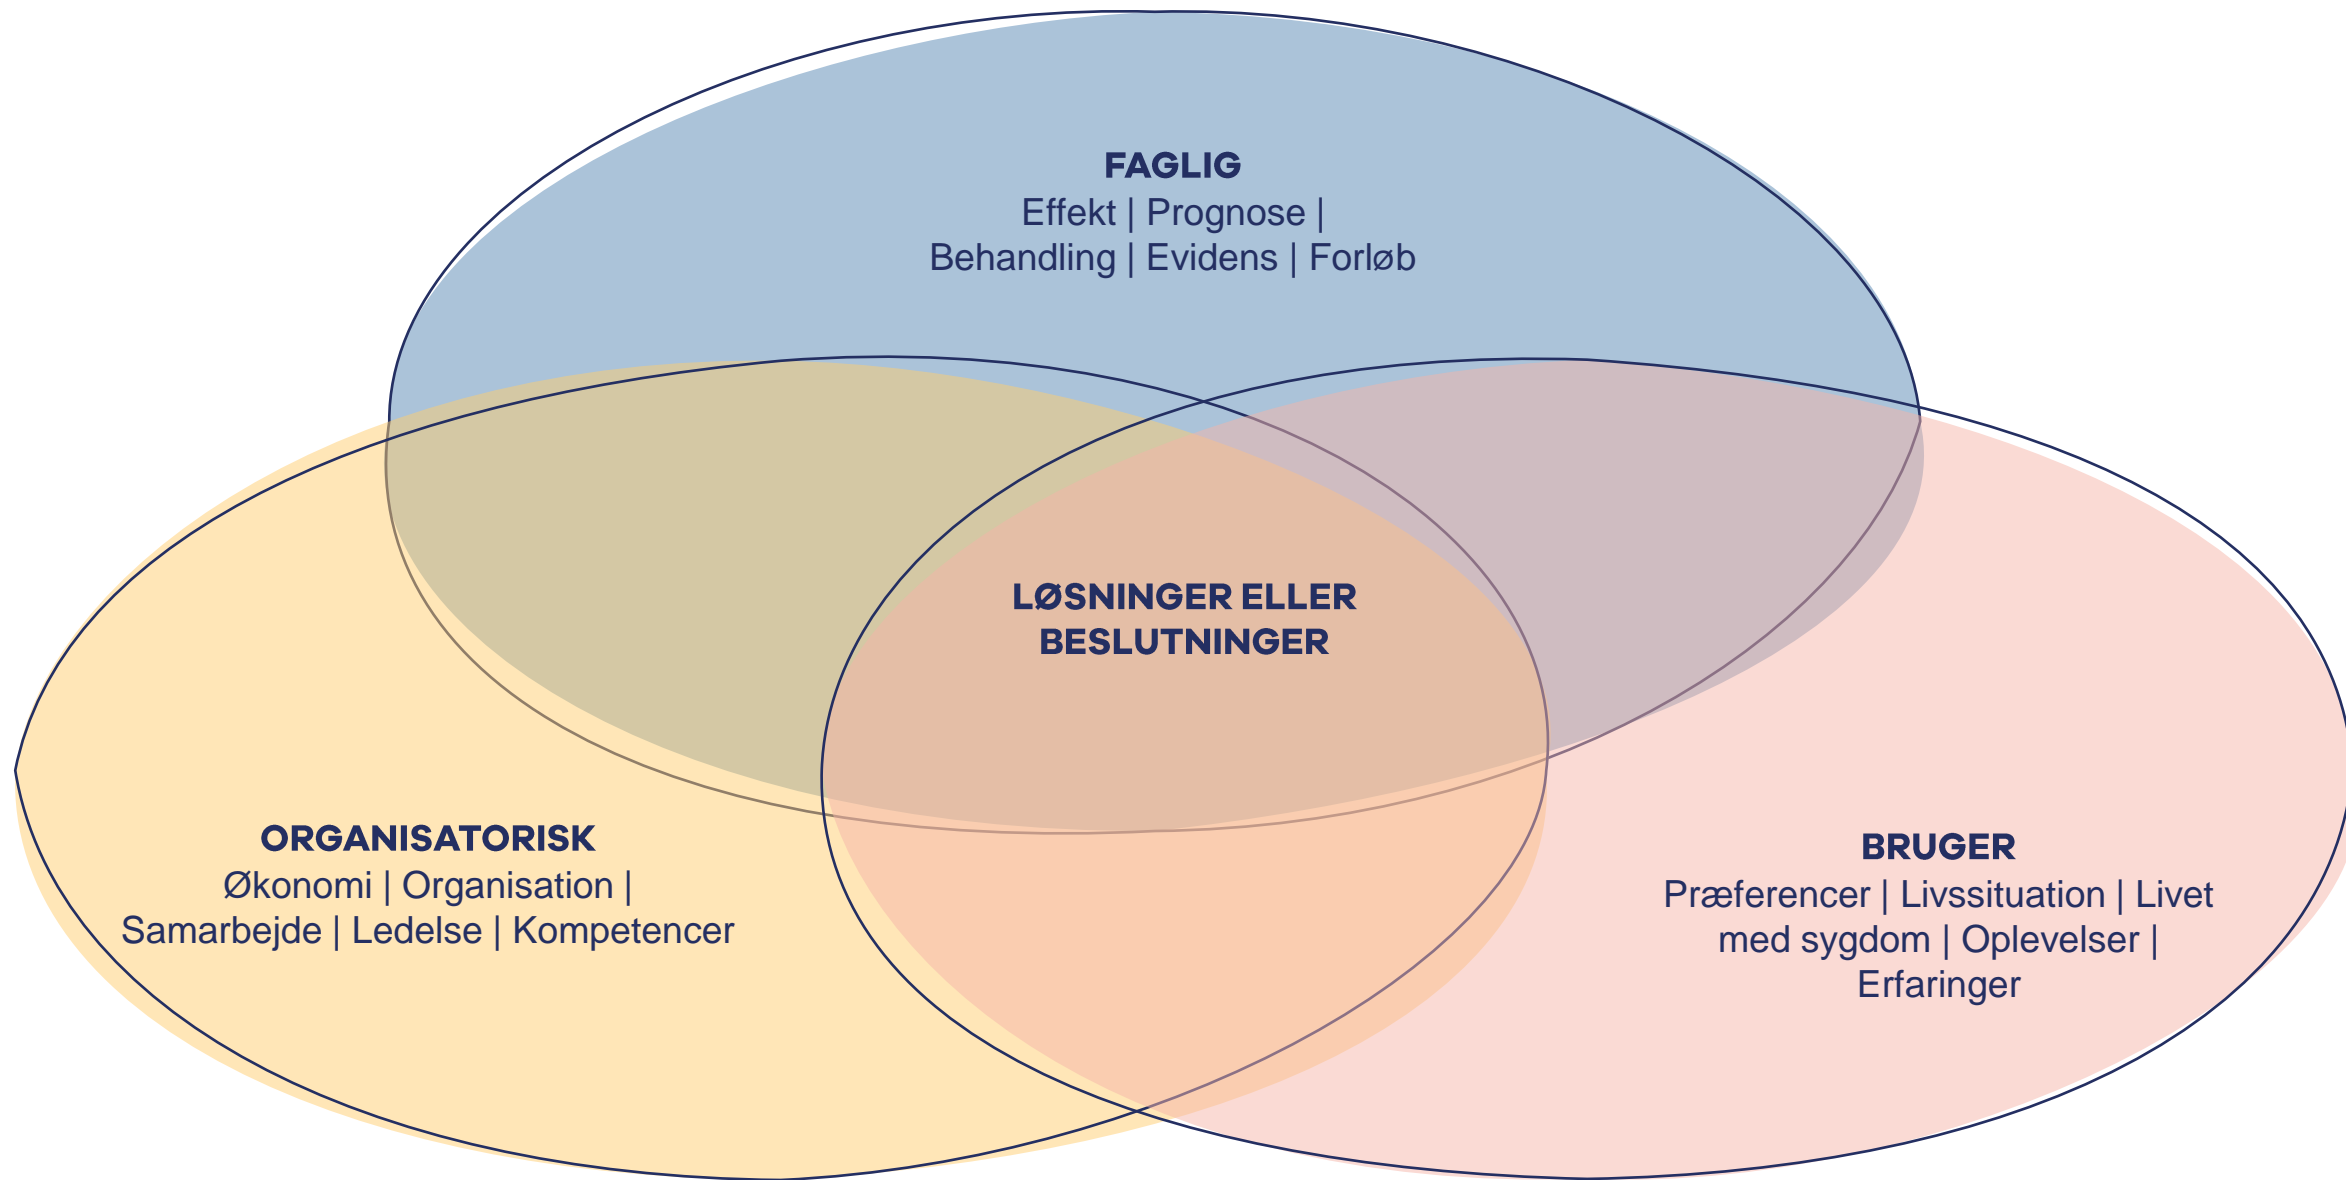 FAGLIG
Effekt | Prognose |
Behandling | Evidens | Forløb
LØSNINGER ELLER
BESLUTNINGER
ORGANISATORISK
Økonomi | Organisation |
Samarbejde | Ledelse | Kompetencer
BRUGER
Præferencer | Livssituation | Livet
med sygdom | Oplevelser |
Erfaringer